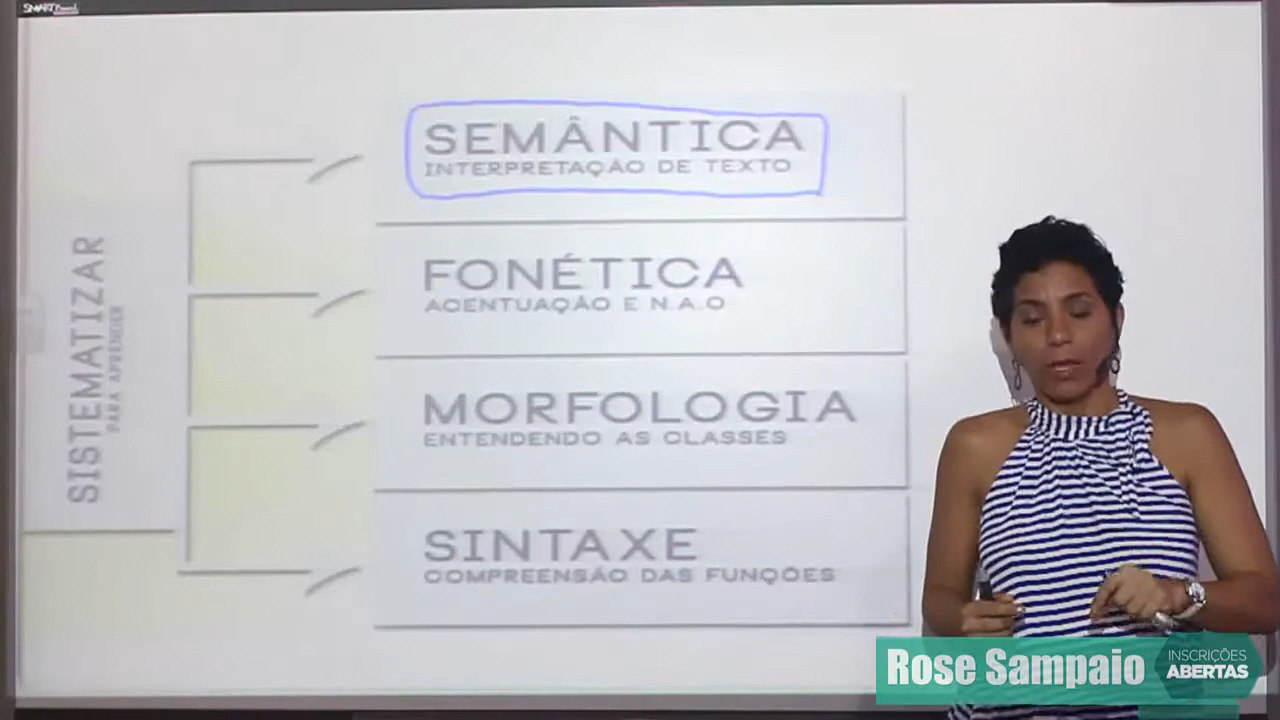 SMART
SISTEMATIZAR
PARA APRENDER
SEMÂNTICA
INTERPRETAÇÃO DE TEXTO
FONÉTICA
ACENTUAÇÃO E N.A.O
MORFOLOGIA
ENTENDENDO AS CLASSES
SINTAXE
COMPREENSÃO DAS FUNÇÕES
Rose Sampaio
INSCRIÇÕES
ABERTAS